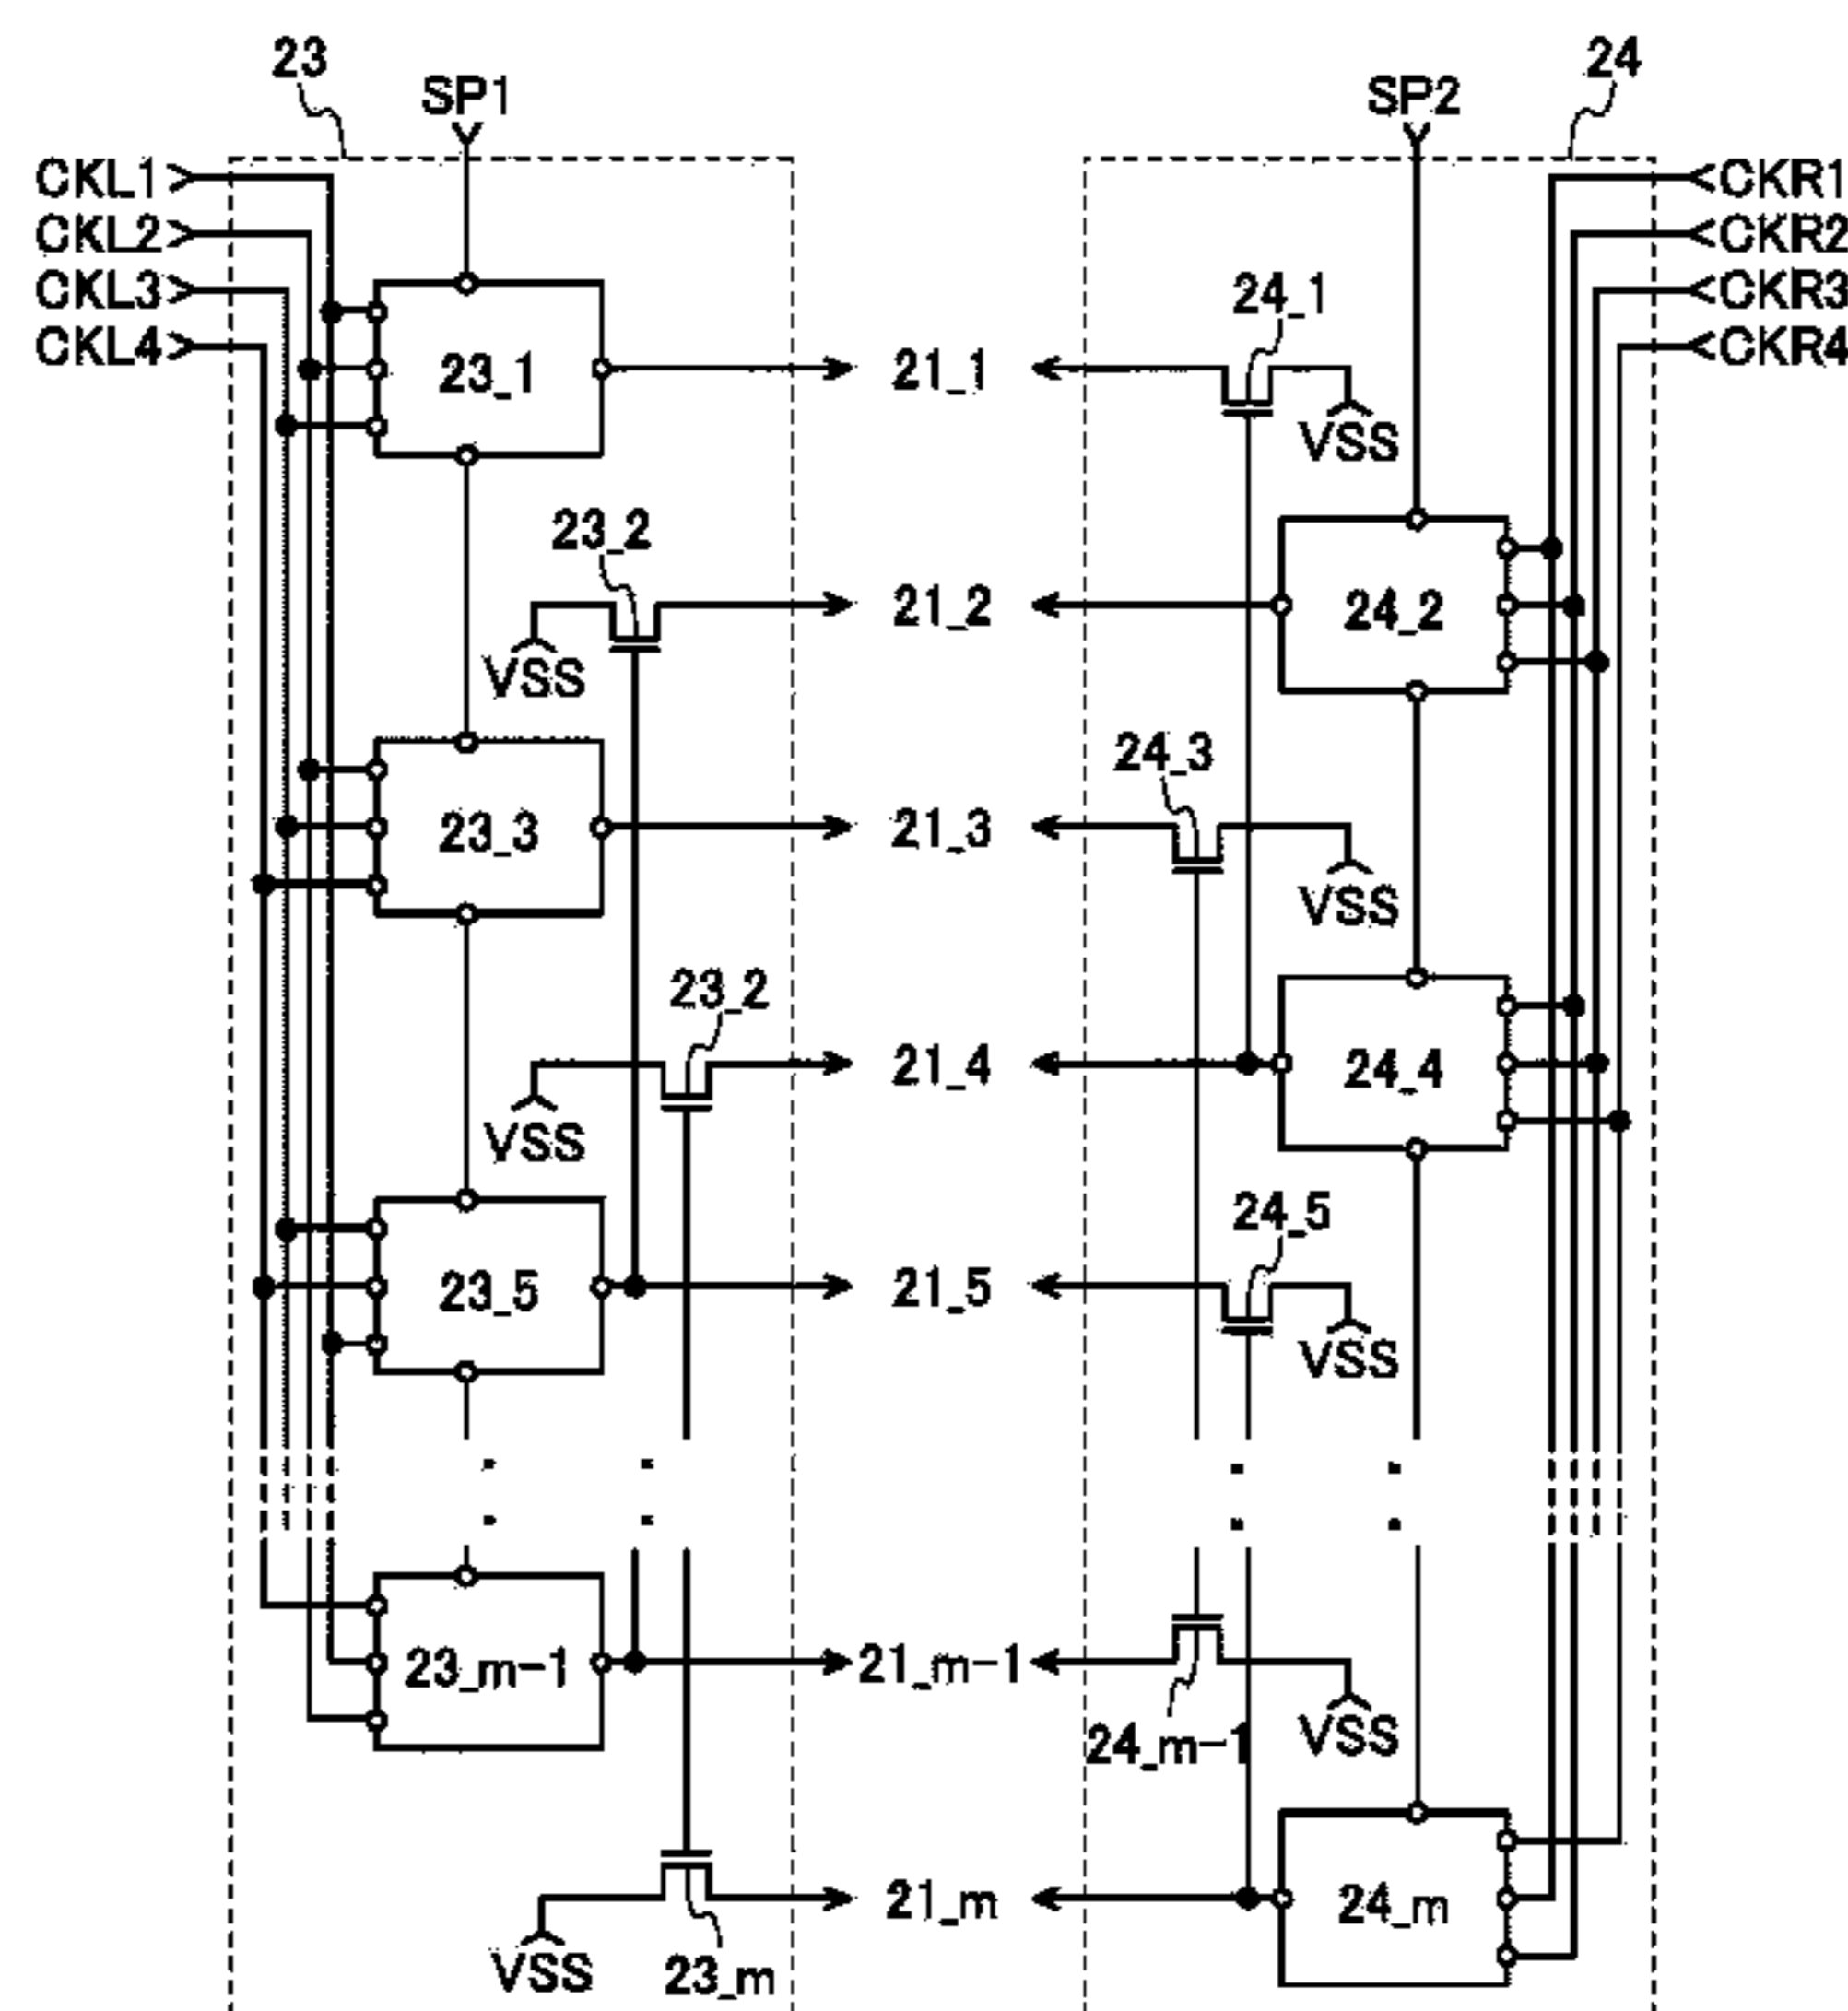 23
24
SP1
SP2
CKL1
CKR1
CKL2
CKR2
CKL3
CKR3
CKL4
CKR4
24_1
23_1
21_1
VSS
23_2
21_2
24_2
VSS
24_3
23_3
21_3
VSS
23_2
21_4
24_4
VSS
24_5
23_5
21_5
VSS
23_m-1
21_m-1
24_m-1
VSS
21_m
24_m
VSS
23_m